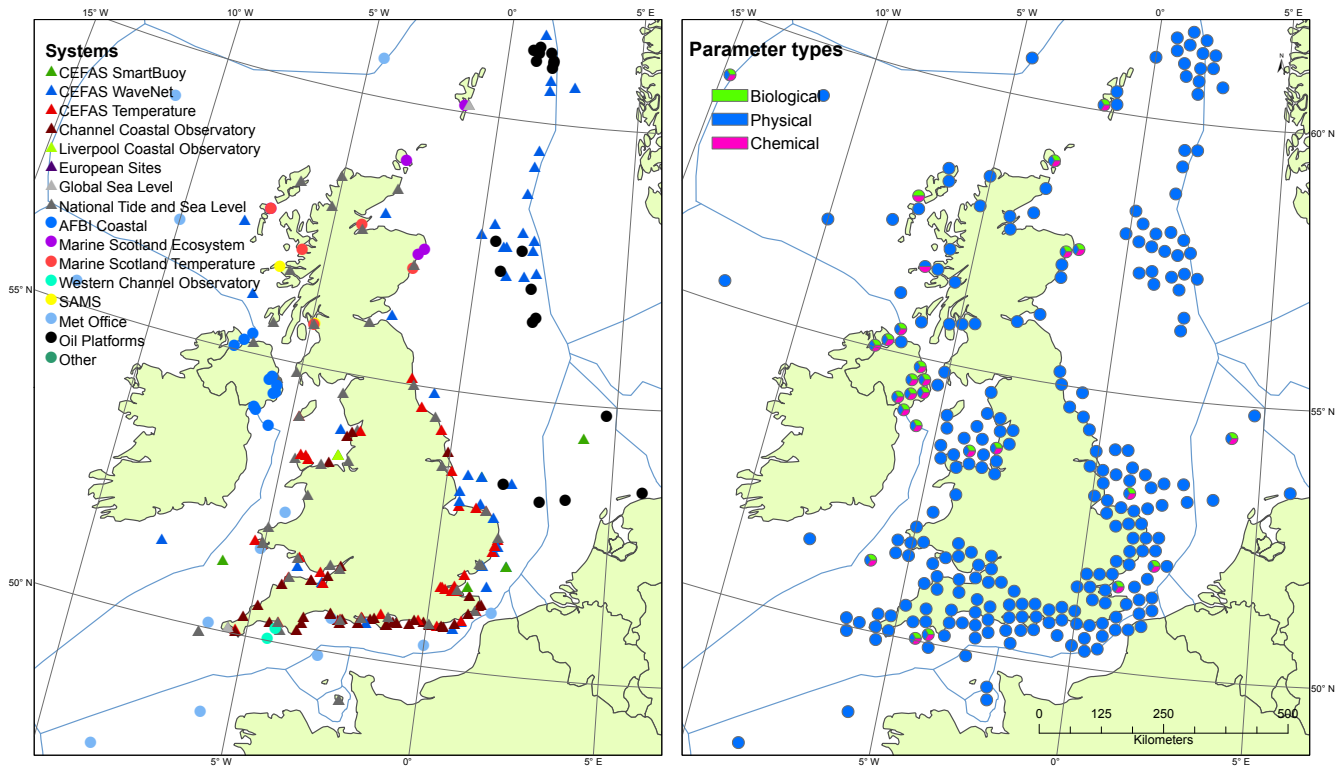 15° W
10° W
5° W
0°
5° E
15° W
10° W
5° W
0°
5° E
Systems
CEFAS SmartBuoy
CEFAS WaveNet
CEFAS Temperature
Channel Coastal Observatory
Liverpool Coastal Observatory
European Sites
Global Sea Level
National Tide and Sea Level
AFBI Coastal
Marine Scotland Ecosystem
Marine Scotland Temperature
Western Channel Observatory
SAMS
Met Office
Oil Platforms
Other
55° N
50° N
5° W
0°
5° E
Parameter types
Biological
Physical
Chemical
N
60° N
55° N
50° N
0
125
250
500
Kilometers
5° W
0°
5° E